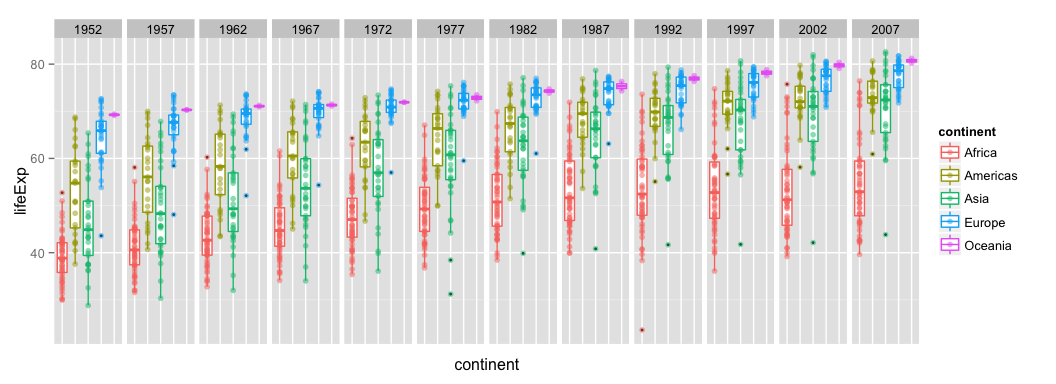 1952 1957 1962 1967 1972 1977 1982 1987 1992 1997 2002 2007
80
60
40
lifeExp
continent
continent
Africa
Americas
Asia
Europe
Oceania